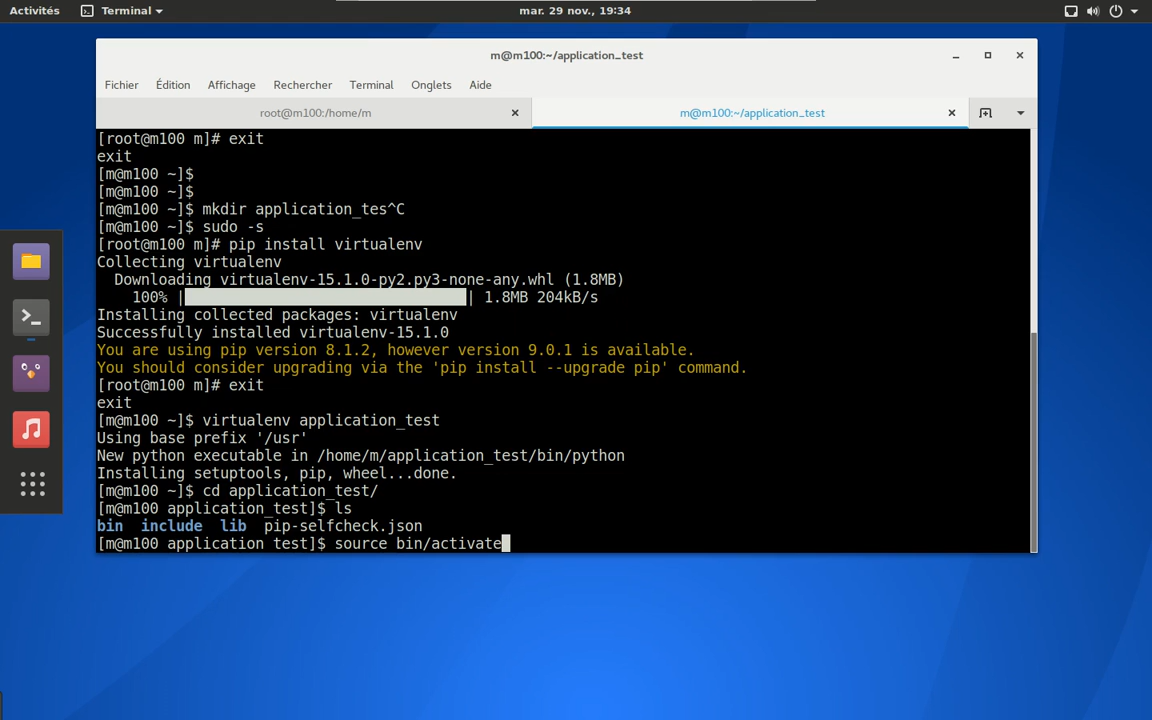 Activités Terminal mar. 29 nov., 19:34
m@m100:~/application_test
Fichier Édition Affichage Rechercher Terminal Onglets Aide
root@m100:/home/m m@m100:~/application_test
[root@m100 m]# exit
exit
[m@m100 ~]$
[m@m100 ~]$
[m@m100 ~]$ mkdir application_tes^C
[m@m100 ~]$ sudo -s
[root@m100 m]# pip install virtualenv
Collecting virtualenv
  Downloading virtualenv-15.1.0-py2.py3-none-any.whl (1.8MB)
    100% | | 1.8MB 204kB/s
Installing collected packages: virtualenv
Successfully installed virtualenv-15.1.0
You are using pip version 8.1.2, however version 9.0.1 is available.
You should consider upgrading via the 'pip install --upgrade pip' command.
[root@m100 m]# exit
exit
[m@m100 ~]$ virtualenv application_test
Using base prefix '/usr'
New python executable in /home/m/application_test/bin/python
Installing setuptools, pip, wheel...done.
[m@m100 ~]$ cd application_test/
[m@m100 application_test]$ ls
bin include lib pip-selfcheck.json
[m@m100 application_test]$ source bin/activate